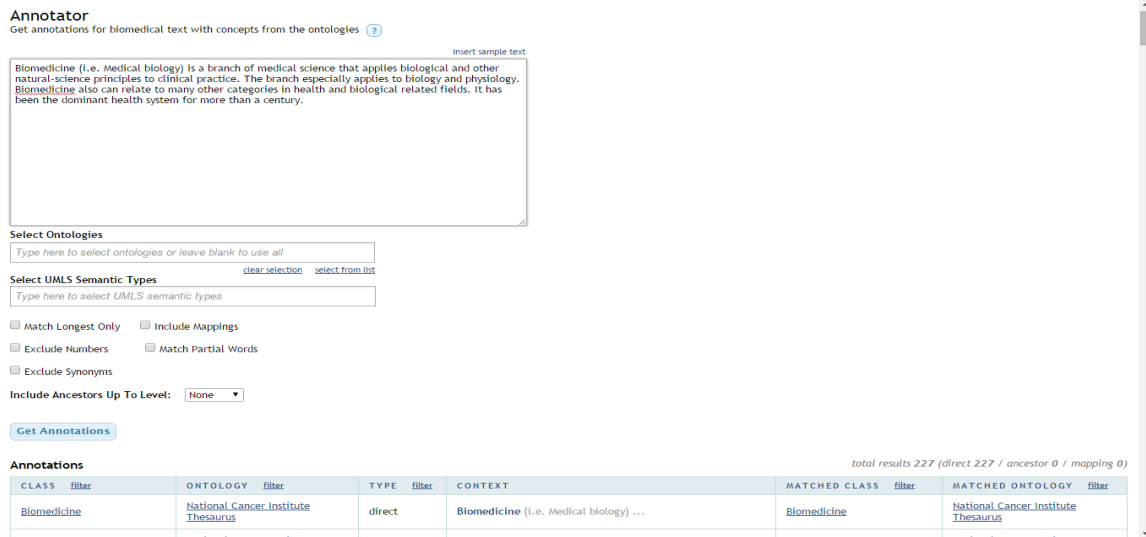 Annotator
Get annotations for biomedical text with concepts from the ontologies ?
insert sample text
Biomedicine (i.e. Medical biology) is a branch of medical science that applies biological and other
natural-science principles to clinical practice. The branch especially applies to biology and physiology.
Biomedicine also can relate to many other categories in health and biological related fields. It has
been the dominant health system for more than a century.
Select Ontologies
Type here to select ontologies or leave blank to use all
clear selection select from list
Select UMLS Semantic Types
Type here to select UMLS semantic types
Match Longest Only Include Mappings
Exclude Numbers Match Partial Words
Exclude Synonyms
Include Ancestors Up To Level: None
Get Annotations
Annotations total results 227 (direct 227 / ancestor 0 / mapping 0)
CLASS filter ONTOLOGY filter TYPE filter CONTEXT MATCHED CLASS filter MATCHED ONTOLOGY filter
Biomedicine National Cancer Institute Thesaurus direct Biomedicine (i.e. Medical biology) ... Biomedicine National Cancer Institute Thesaurus